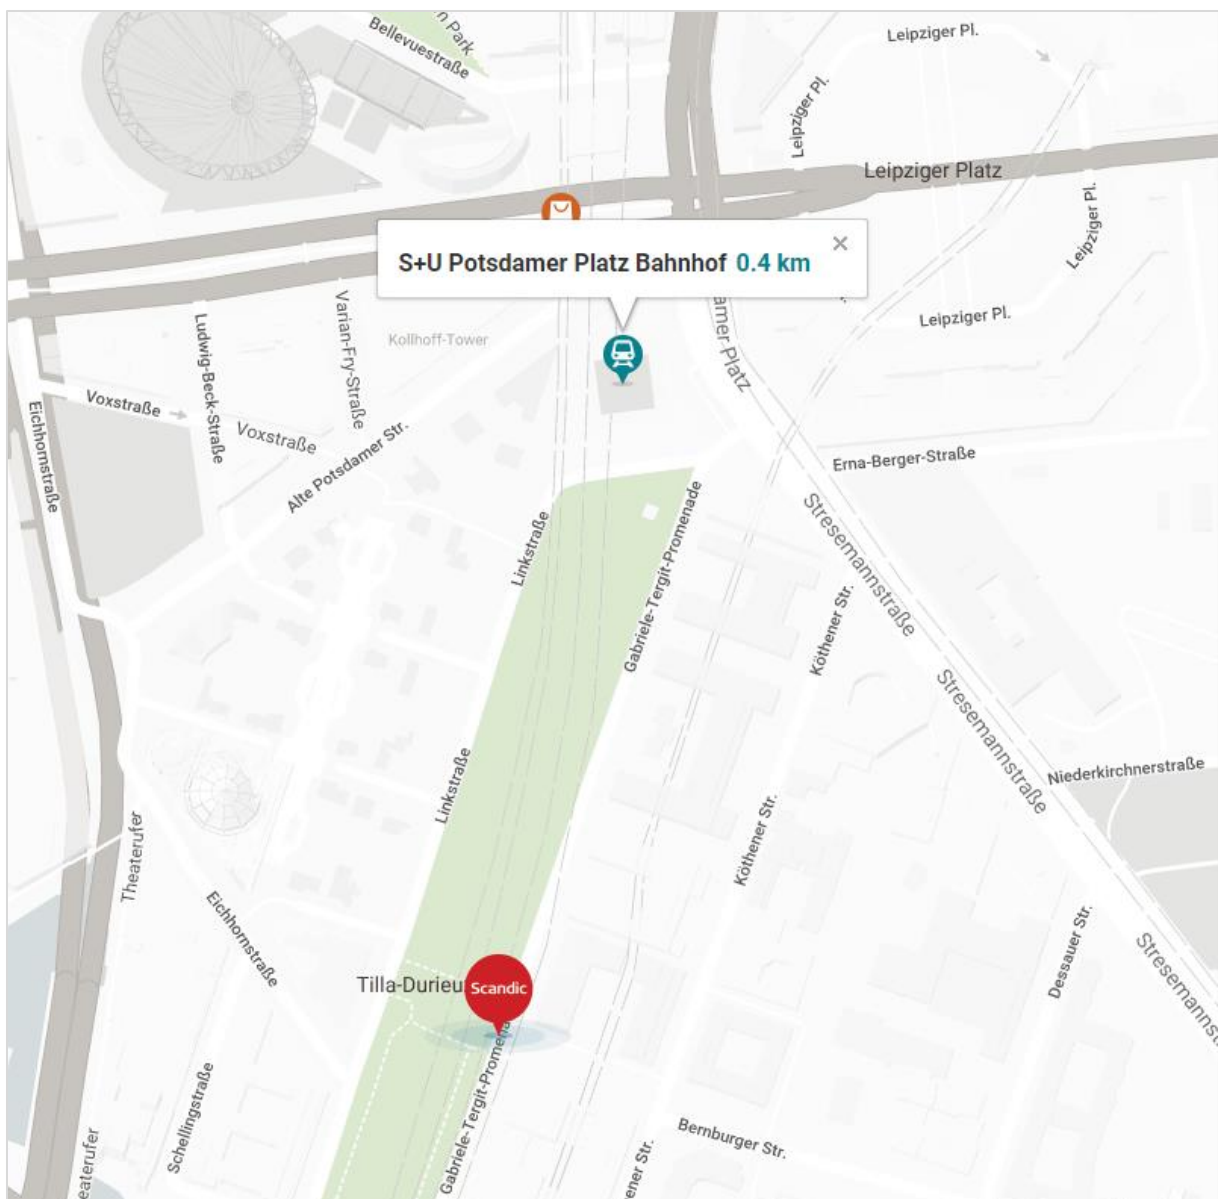 n Park
Bellevuestraße
Leipziger Pl.
Leipziger Pl.
Leipziger Platz
Leipziger Pl.
S+U Potsdamer Platz Bahnhof 0.4 km
Leipziger Pl.
amer-Platz
Kollhoff-Tower
Varian-Fry-Straße
Ludwig-Beck-Straße
Voxstraße
Voxstraße
Eichhornstraße
Alte Potsdamer Str.
Erna-Berger-Straße
Linkstraße
Gabriele-Tergit-Promenade
Stresemannstraße
Köthener Str.
Stresemannstraße
Niederkirchnerstraße
Linkstraße
Köthener Str.
Theaterufer
Eichhornstraße
Dessauer Str.
Stresemannst
Tilla-Durieu
Scandic
Gabriele-Tergit-Promena
Schellingstraße
Bernburger Str.
eaterufer
ener Str.